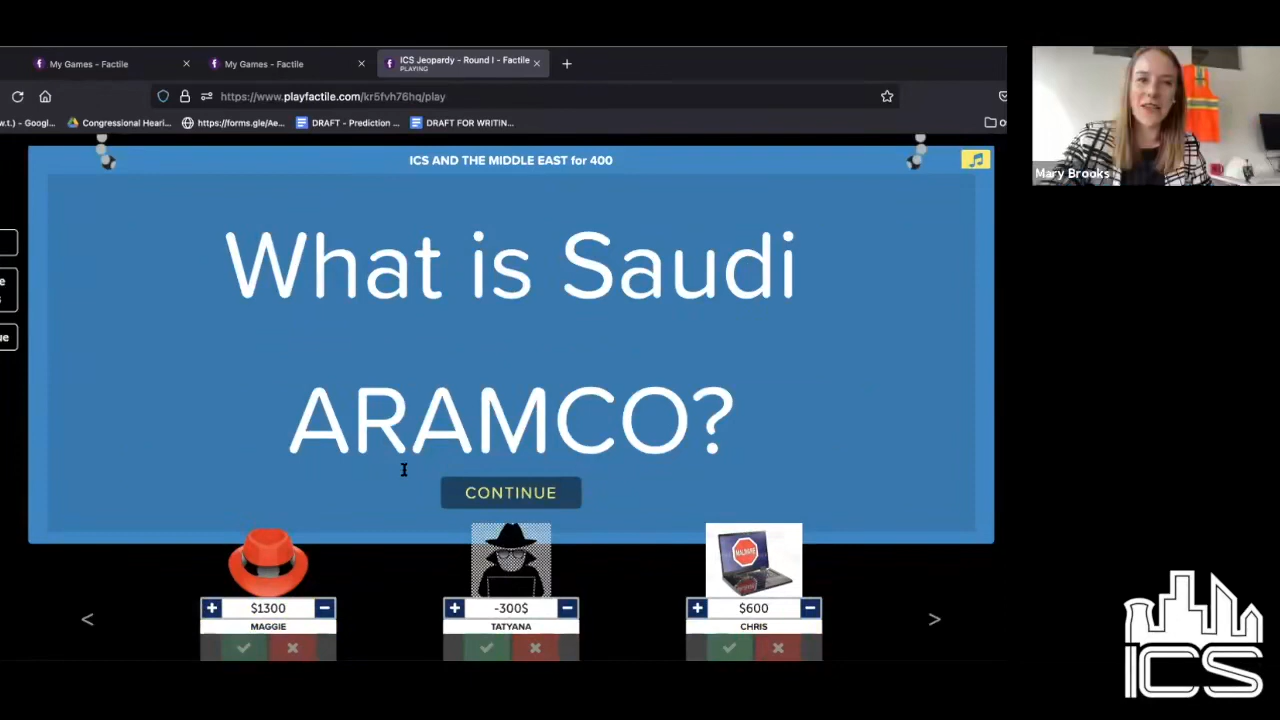 My Games – Factile
My Games – Factile
ICS Jeopardy - Round I - Factile
PLAYING
https://www.playfactile.com/kr5fvh76hq/play
w.t.) – Googl...
Congressional Heari...
https://forms.gle/Ae...
DRAFT - Prediction ...
DRAFT FOR WRITIN...
ICS AND THE MIDDLE EAST for 400
What is Saudi
ARAMCO?
CONTINUE
$1300
MAGGIE
-300$
TATYANA
MALWARE
$600
CHRIS
Mary Brooks
ICS